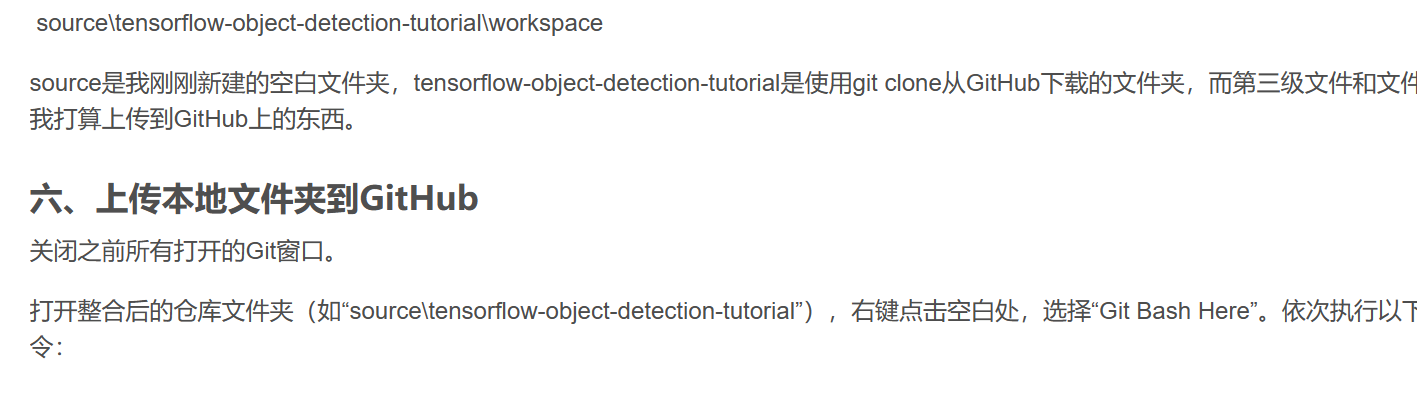 source\tensorflow-object-detection-tutorial\workspace
source是我刚刚新建的空白文件夹，tensorflow-object-detection-tutorial是使用git clone从GitHub下载的文件夹，而第三级文件和文件
我打算上传到GitHub上的东西。
六、上传本地文件夹到GitHub
关闭之前所有打开的Git窗口。
打开整合后的仓库文件夹（如“source\tensorflow-object-detection-tutorial”），右键点击空白处，选择“Git Bash Here”。依次执行以下
令：